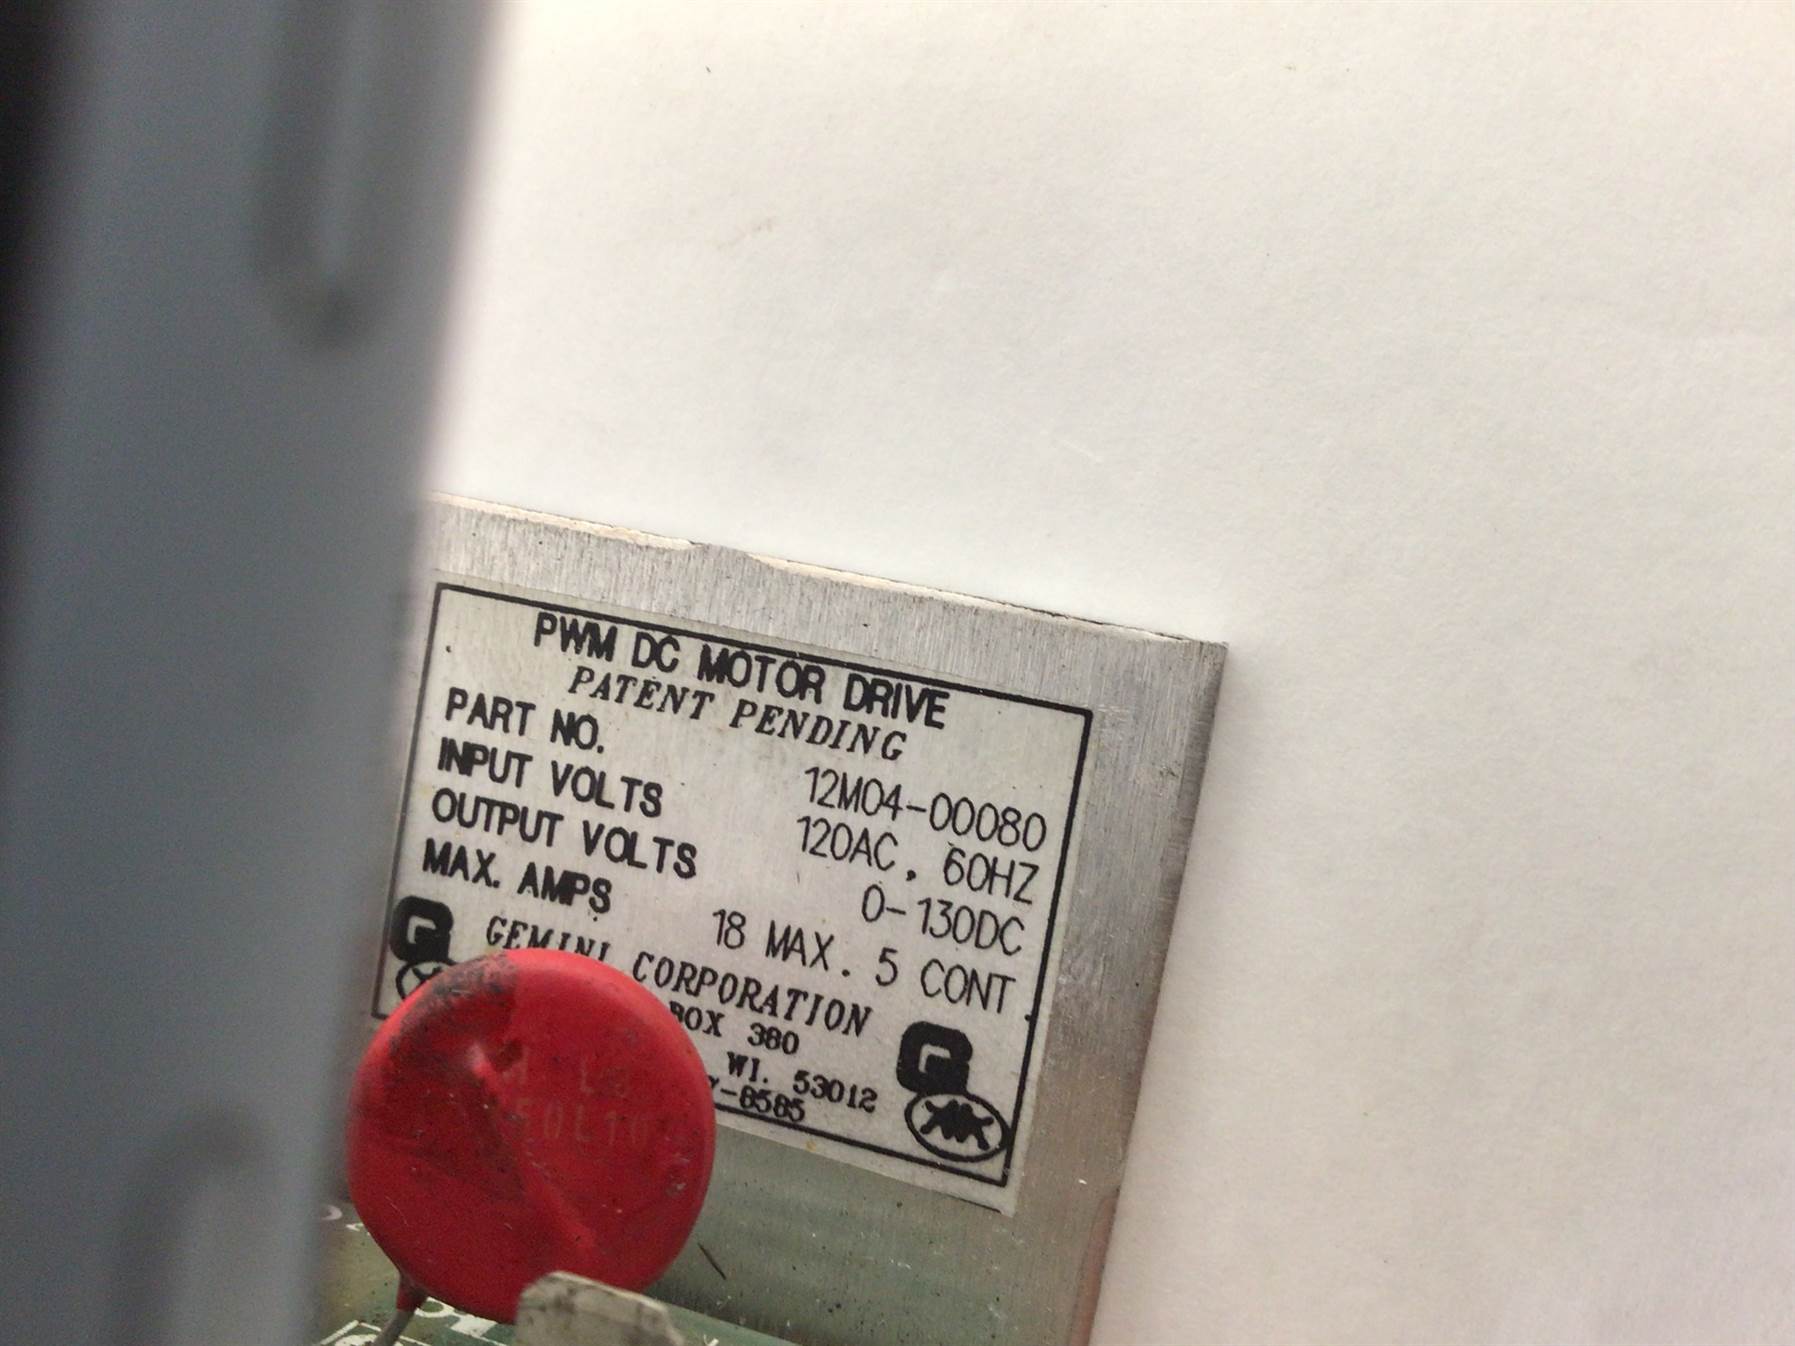 PWM DC MOTOR DRIVE
PATENT PENDING
PART NO. 12M04-00080
INPUT VOLTS 120AC, 60HZ
OUTPUT VOLTS 0-130DC
MAX. AMPS 18 MAX. 5 CONT
GEMINI CORPORATION
BOX 380
WI. 53012
-8585